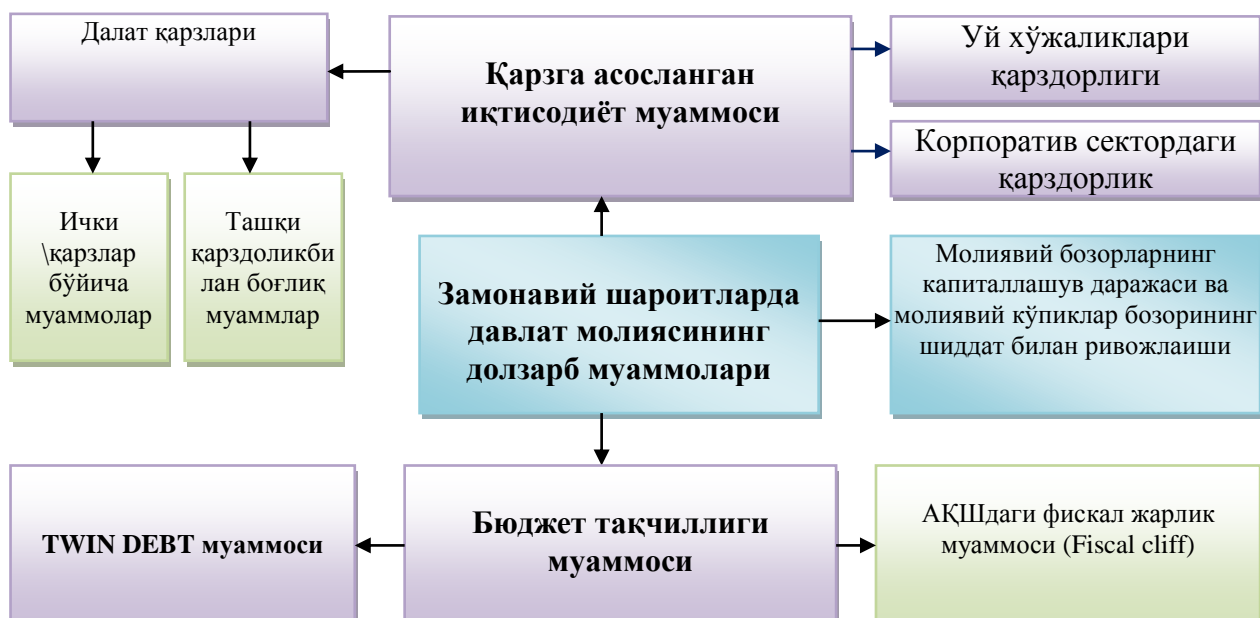 Далат қарзлари
Қарзга асосланган
иқтисодиёт муаммоси
Уй хўжаликлари
қарздорлиги
Корпоратив сектордаги
қарздорлик
Ички
\қарзлар
бўйича
муаммолар
Ташқи
қарздоликби
лан боғлиқ
муаммлар
Замонавий шароитларда
давлат молиясининг
долзарб муаммолари
Молиявий бозорларнинг
капиталлашув даражаси ва
молиявий кўпиклар бозорининг
шиддат билан ривожлаиши
TWIN DEBT муаммоси
Бюджет тақчиллиги
муаммоси
АҚШдаги фискал жарлик
муаммоси (Fiscal cliff)